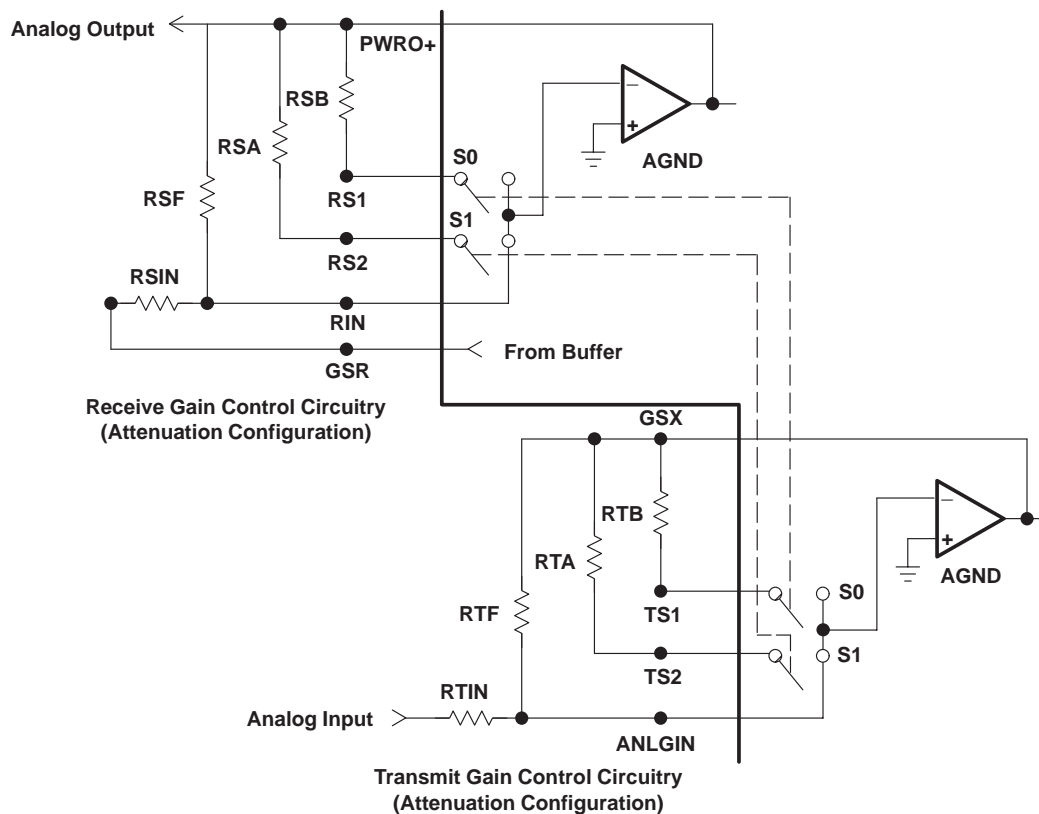 Analog Output
PWRO+
RSB
RSA
RSF
RSIN
RS1
RS2
RIN
GSR
S0
S1
−
+
AGND
From Buffer
Receive Gain Control Circuitry
(Attenuation Configuration)
GSX
RTB
RTA
RTF
RTIN
TS1
TS2
ANLGIN
S0
S1
−
+
AGND
Analog Input
Transmit Gain Control Circuitry
(Attenuation Configuration)